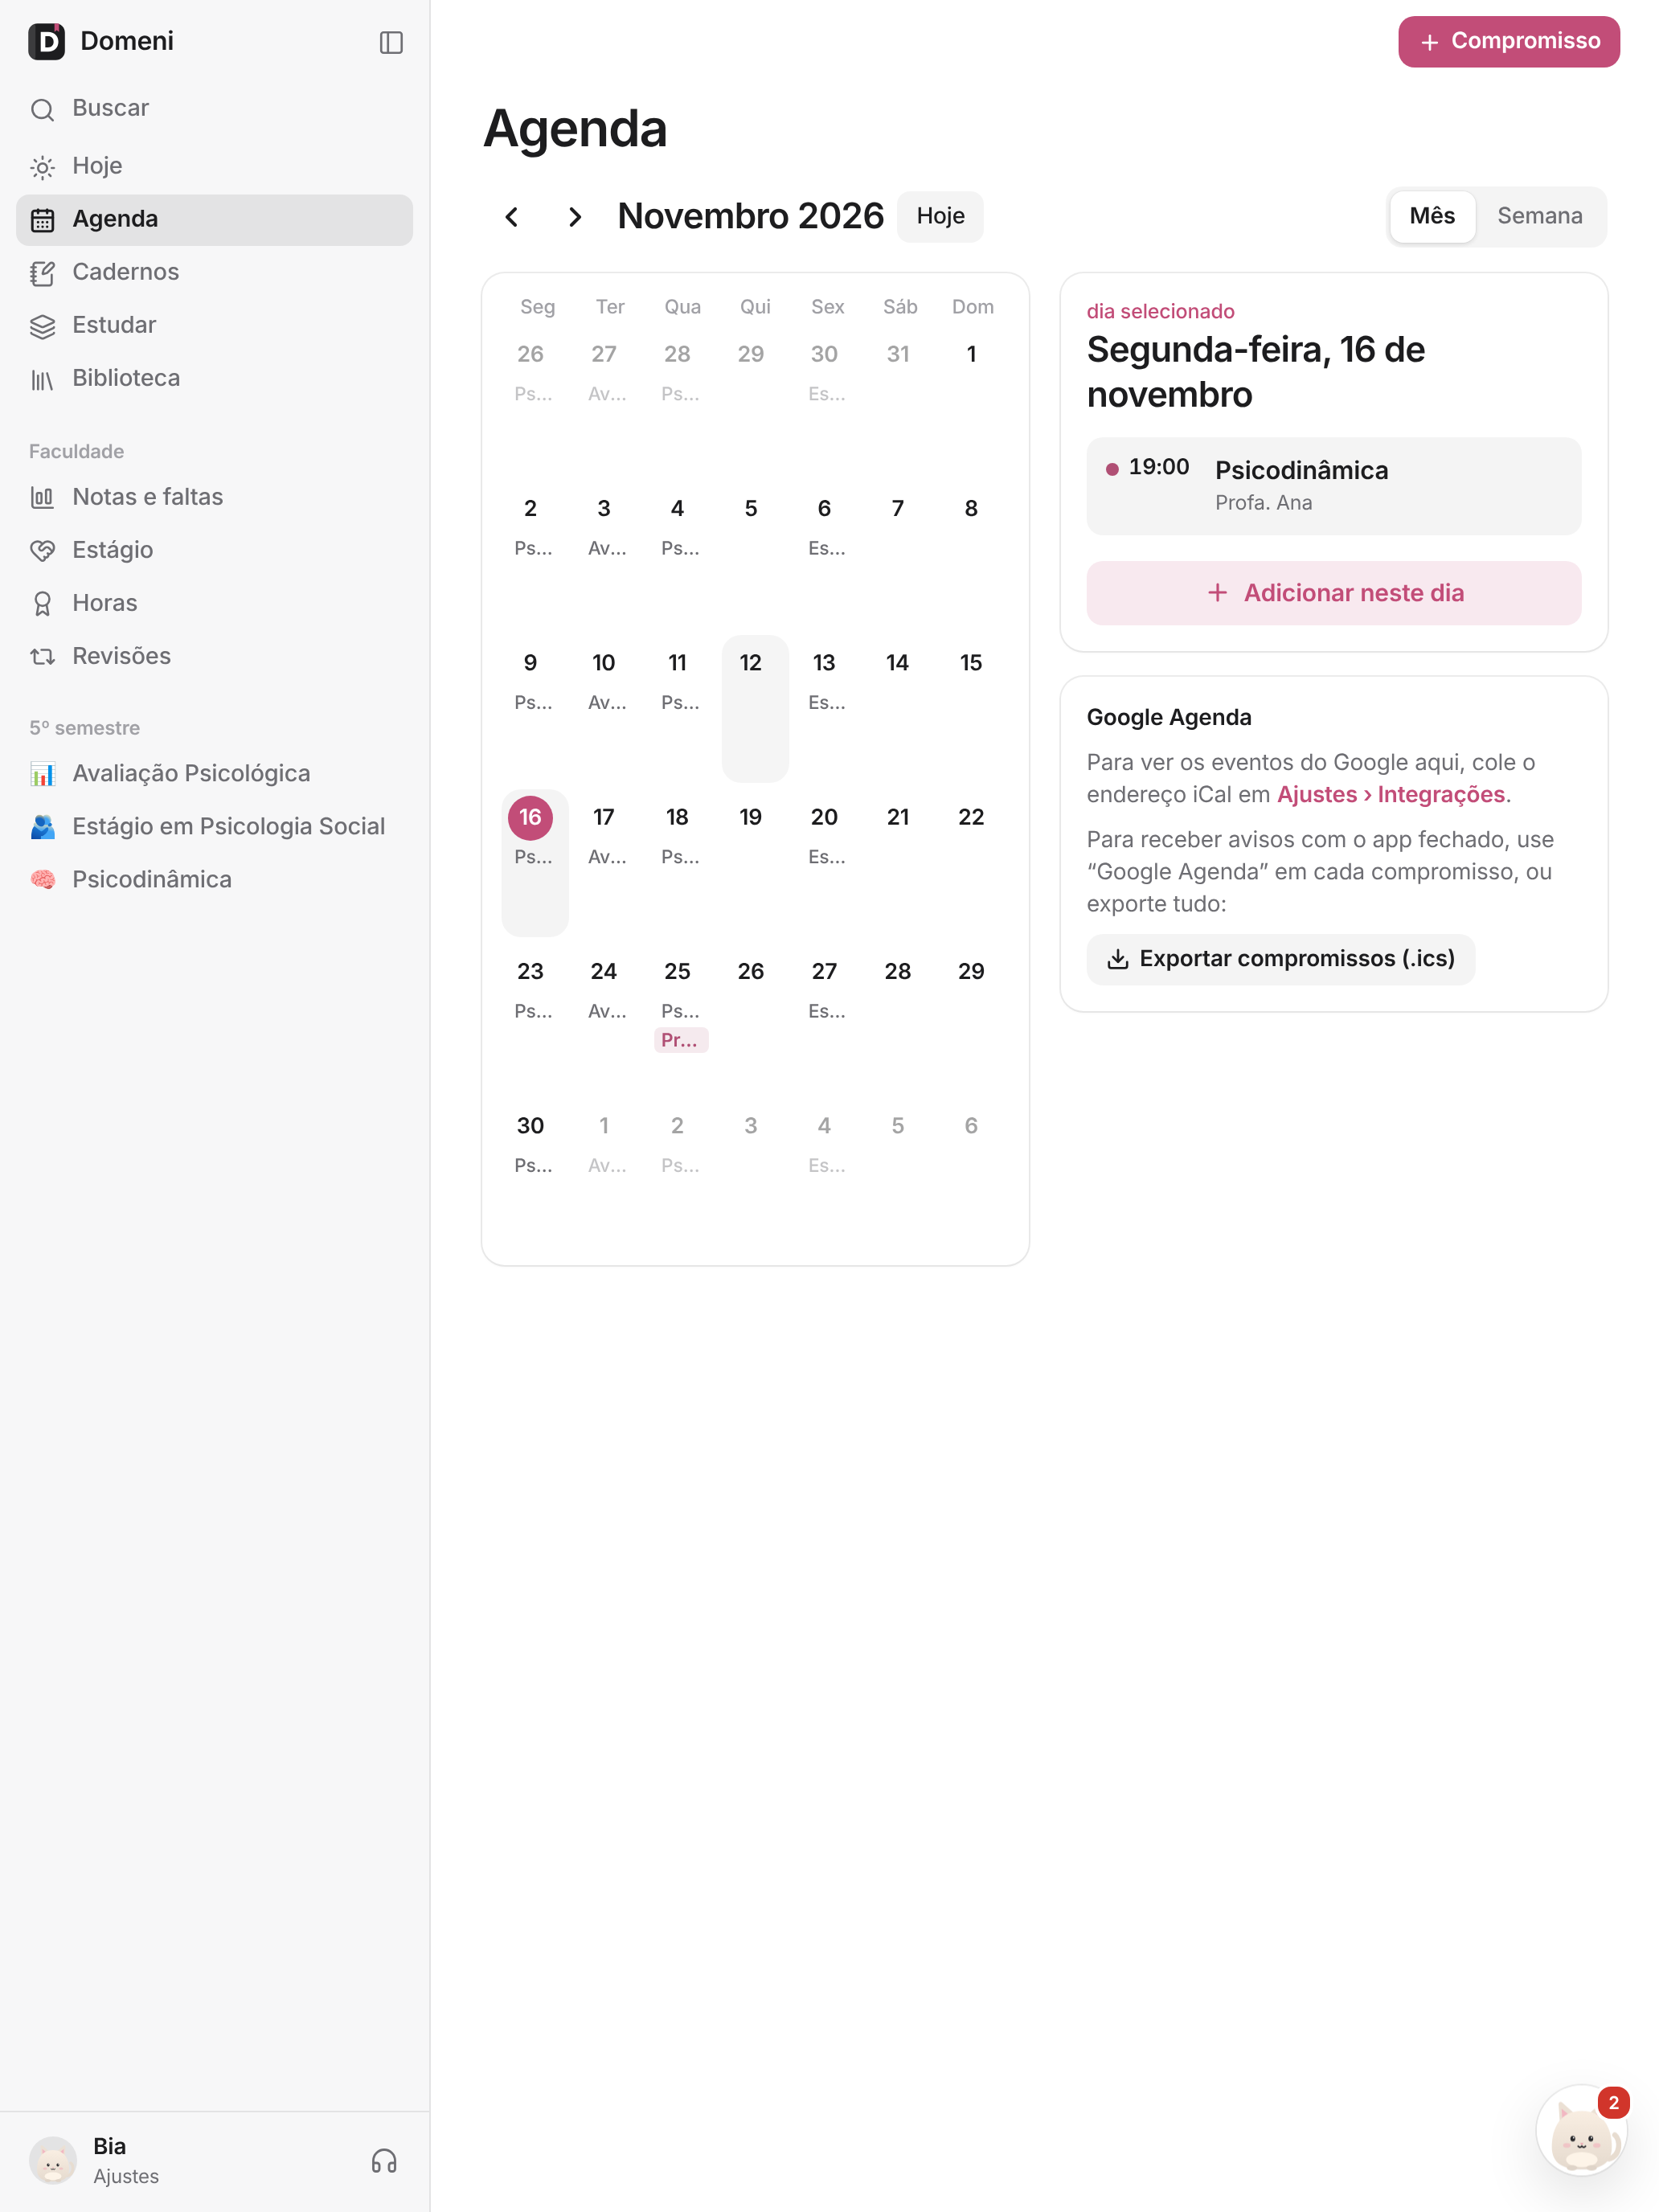 Domeni
Buscar
Hoje
Agenda
Cadernos
Estudar
Biblioteca
Faculdade
Notas e faltas
Estágio
Horas
Revisões
5º semestre
Avaliação Psicológica
Estágio em Psicologia Social
Psicodinâmica
Bia
Ajustes
+ Compromisso
Agenda
Novembro 2026 Hoje
Mês Semana
Seg Ter Qua Qui Sex Sáb Dom
26 27 28 29 30 31 1
Ps... Av... Ps... Es...
2 3 4 5 6 7 8
Ps... Av... Ps... Es...
9 10 11 12 13 14 15
Ps... Av... Ps... Es...
16 17 18 19 20 21 22
Ps... Av... Ps... Es...
23 24 25 26 27 28 29
Ps... Av... Ps... Es...
Pr...
30 1 2 3 4 5 6
Ps... Av... Ps... Es...
dia selecionado
Segunda-feira, 16 de
novembro
19:00 Psicodinâmica
Profa. Ana
+ Adicionar neste dia
Google Agenda
Para ver os eventos do Google aqui, cole o
endereço iCal em Ajustes › Integrações.
Para receber avisos com o app fechado, use
“Google Agenda” em cada compromisso, ou
exporte tudo:
Exportar compromissos (.ics)
2